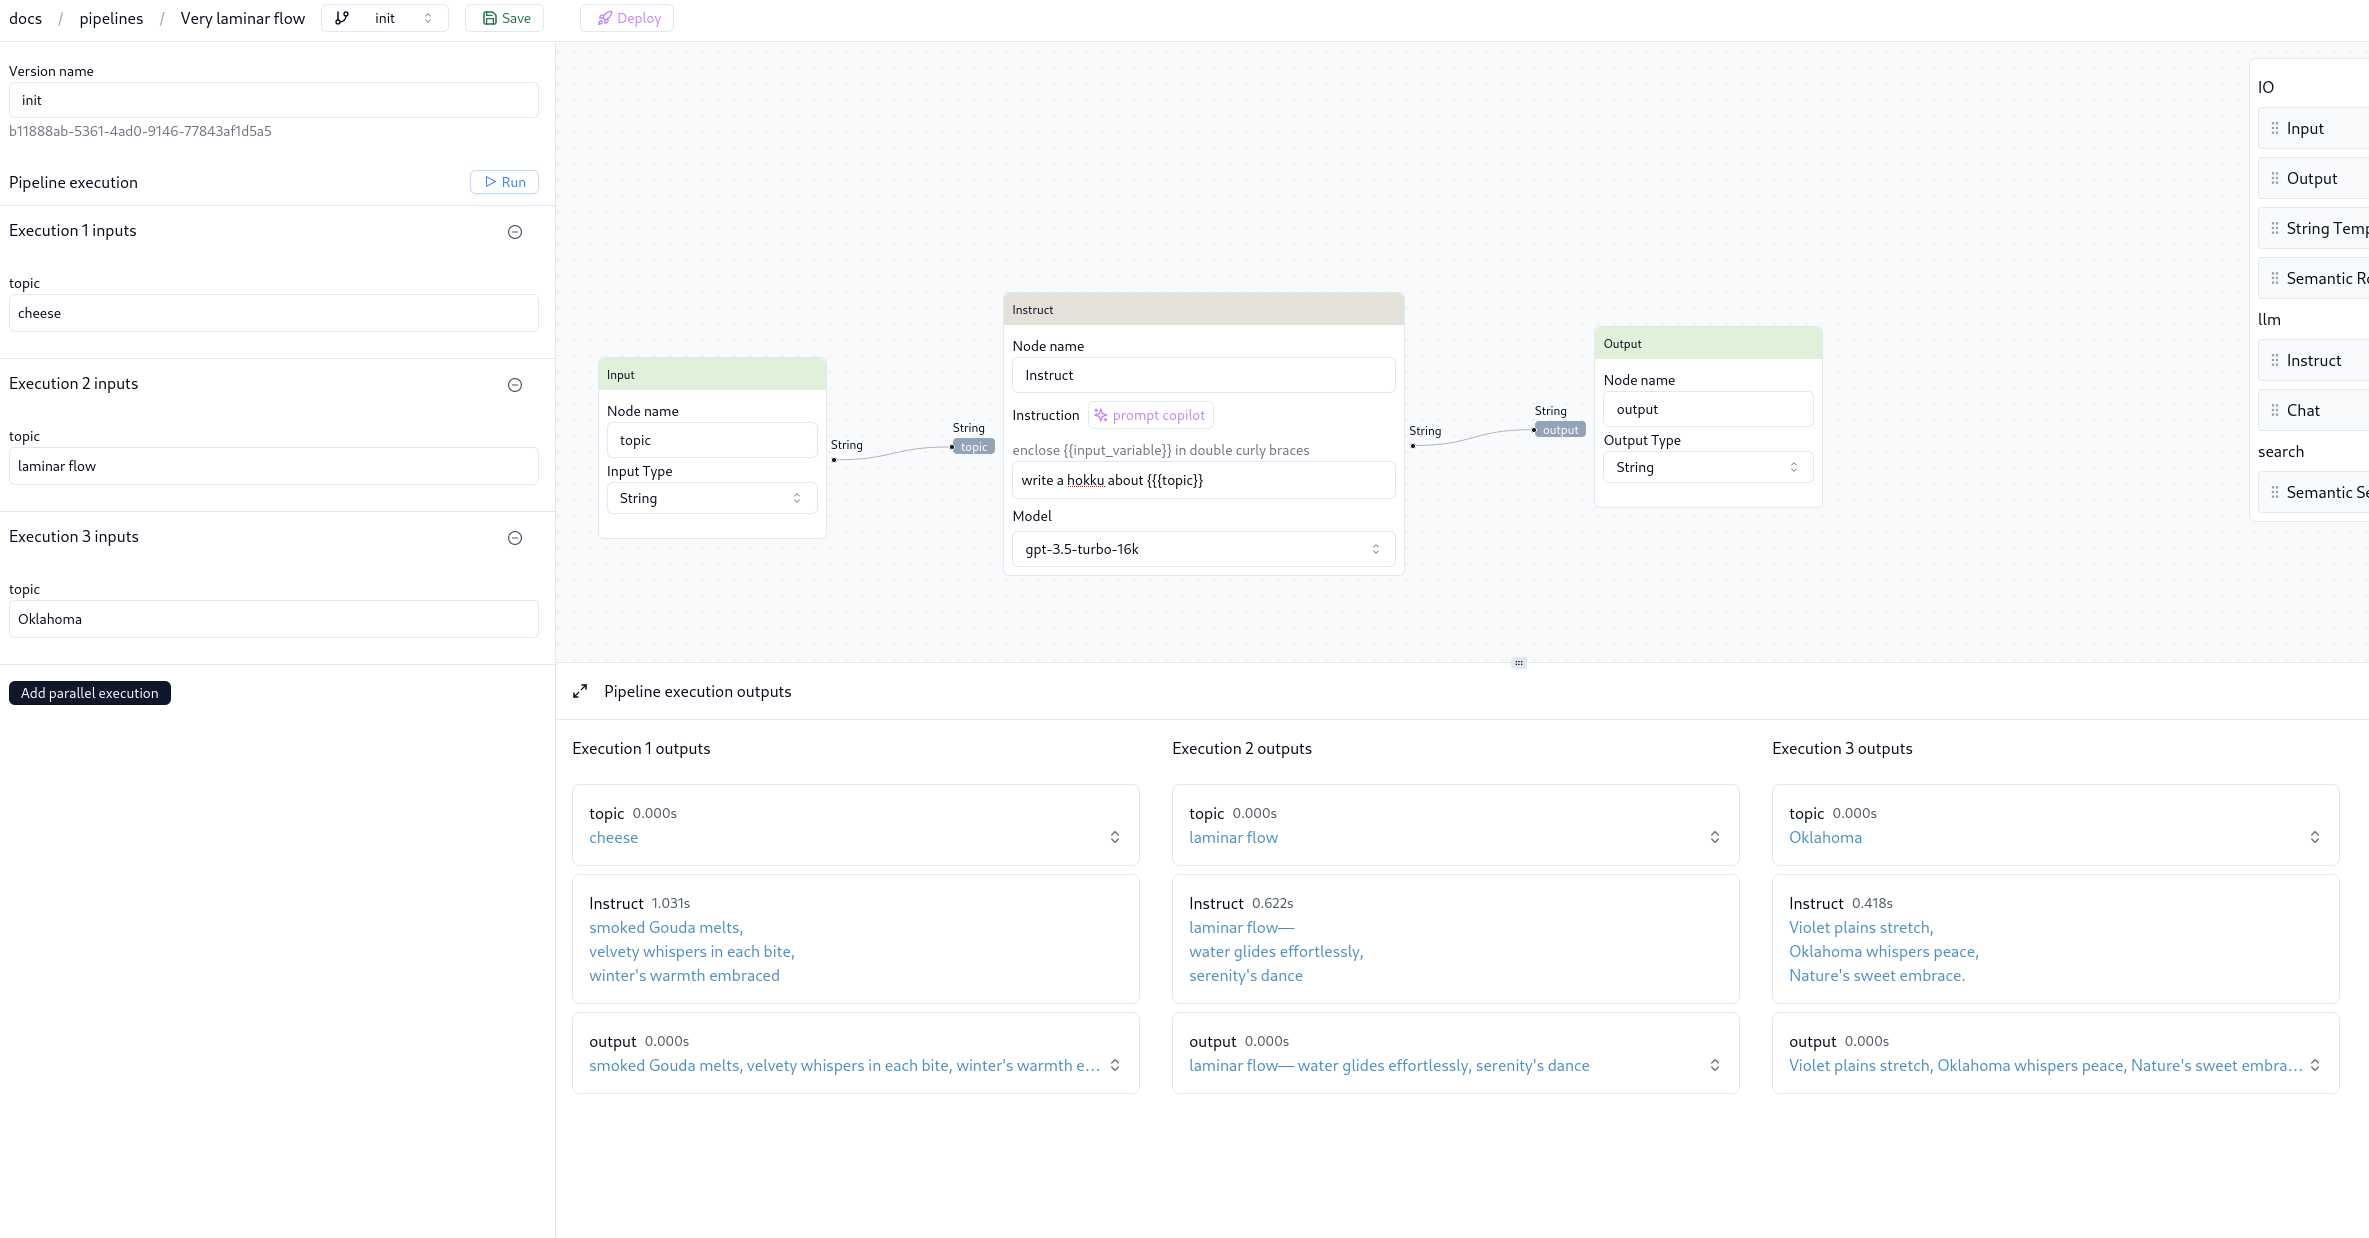 docs / pipelines / Very laminar flow init Save Deploy
Version name
init
b11888ab-5361-4ad0-9146-77843af1d5a5
Pipeline execution Run
Execution 1 inputs
topic
cheese
Execution 2 inputs
topic
laminar flow
Execution 3 inputs
topic
Oklahoma
Add parallel execution
Input
Node name
topic
Input Type
String
String
String
topic
Instruct
Node name
Instruct
Instruction prompt copilot
enclose {{input_variable}} in double curly braces
write a hokku about {{{topic}}
Model
gpt-3.5-turbo-16k
String
String
output
Output
Node name
output
Output Type
String
IO
Input
Output
String Temp
Semantic Ro
llm
Instruct
Chat
search
Semantic Se
Pipeline execution outputs
Execution 1 outputs
topic 0.000s
cheese
Instruct 1.031s
smoked Gouda melts,
velvety whispers in each bite,
winter's warmth embraced
output 0.000s
smoked Gouda melts, velvety whispers in each bite, winter's warmth e...
Execution 2 outputs
topic 0.000s
laminar flow
Instruct 0.622s
laminar flow—
water glides effortlessly,
serenity's dance
output 0.000s
laminar flow— water glides effortlessly, serenity's dance
Execution 3 outputs
topic 0.000s
Oklahoma
Instruct 0.418s
Violet plains stretch,
Oklahoma whispers peace,
Nature's sweet embrace.
output 0.000s
Violet plains stretch, Oklahoma whispers peace, Nature's sweet embra...